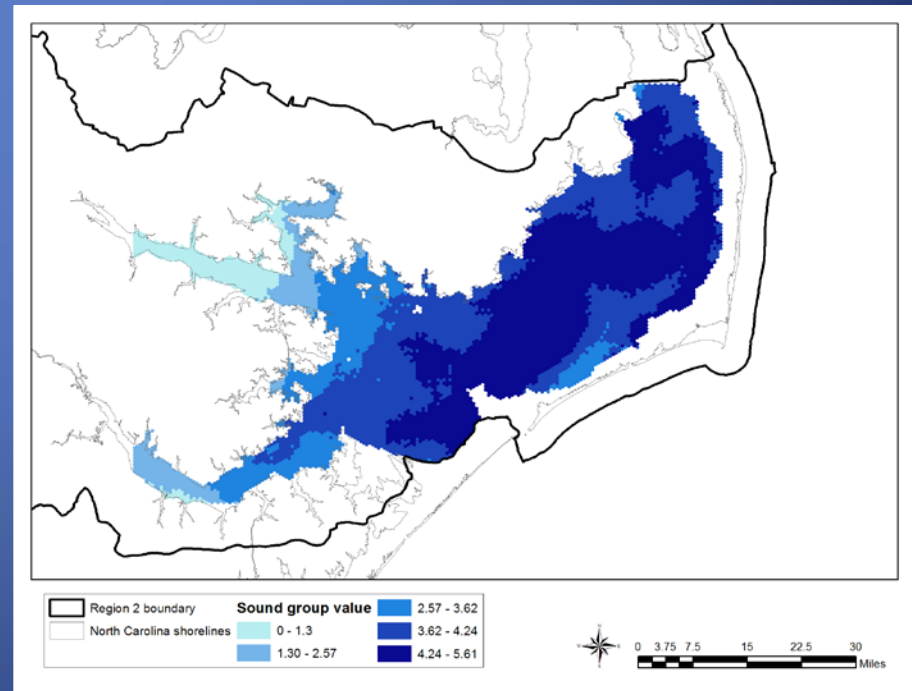 Region 2 boundary
North Carolina shorelines
Sound group value
0 - 1.3
1.30 - 2.57
2.57 - 3.62
3.62 - 4.24
4.24 - 5.61
0 3.75 7.5 15 22.5 30
Miles